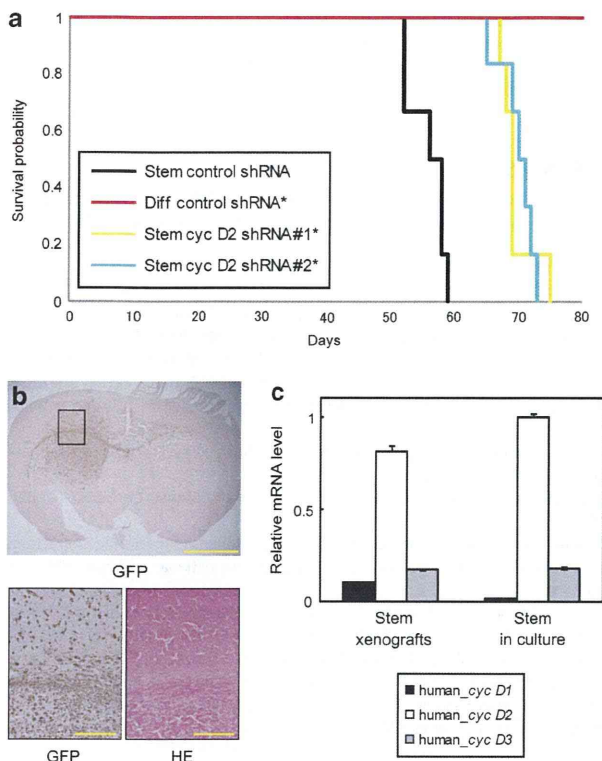 a
Survival probability
1
0.8
0.6
0.4
0.2
0
Stem control shRNA
Diff control shRNA*
Stem cyc D2 shRNA#1*
Stem cyc D2 shRNA#2*
0 10 20 30 40 50 60 70 80
Days
b
GFP
GFP HE
c
Relative mRNA level
1
0.5
0
Stem xenografts
Stem in culture
human_cyc D1
human_cyc D2
human_cyc D3